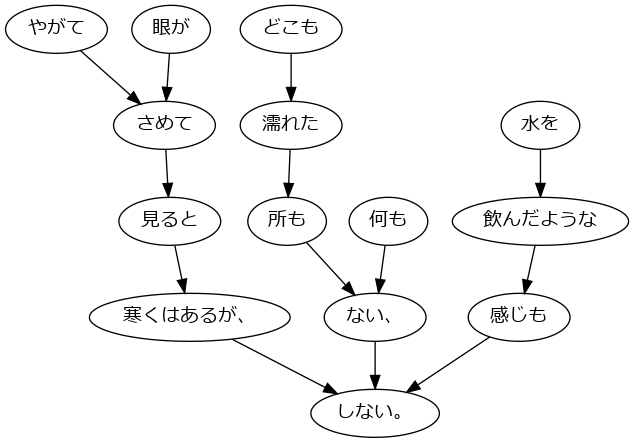 やがて 眼が どこも
さめて 濡れた 水を
見ると 所も 何も 飲んだような
寒くはあるが、 ない、 感じも
しない。